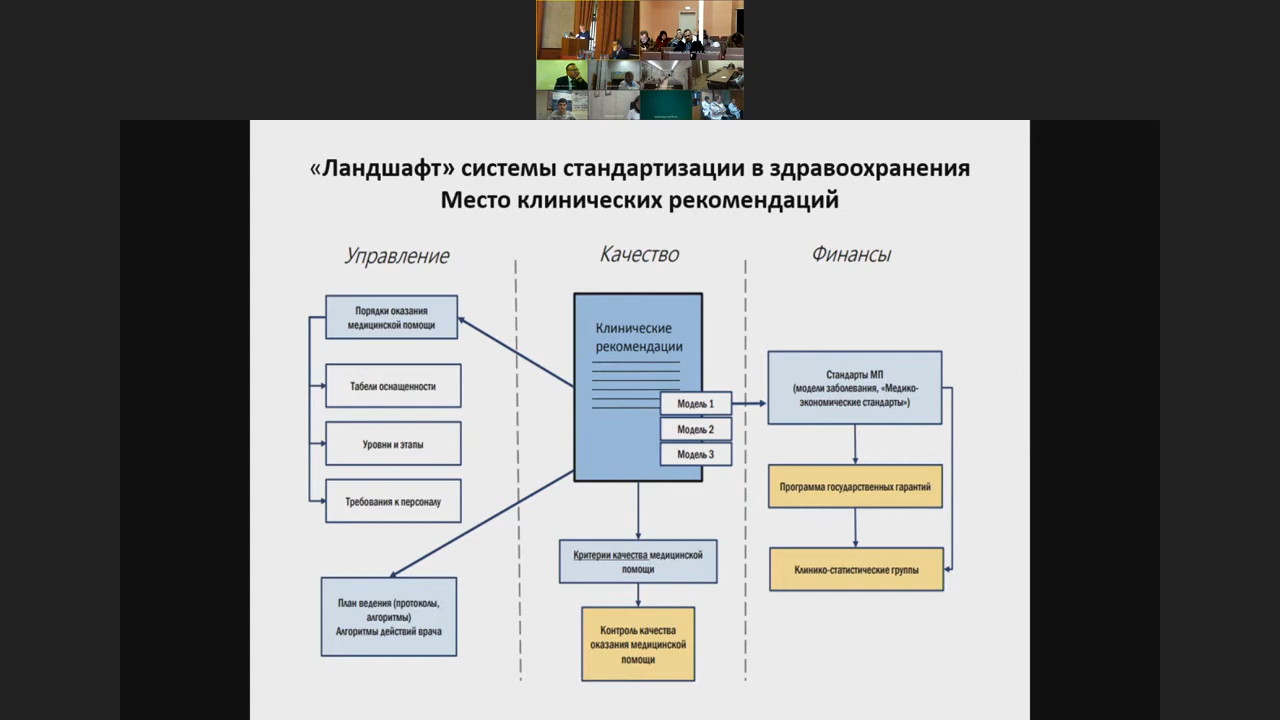 «Ландшафт» системы стандартизации в здравоохранения
Место клинических рекомендаций
Управление
Качество
Финансы
Порядки оказания
медицинской помощи
Табели оснащенности
Уровни и этапы
Требования к персоналу
План ведения (протоколы,
алгоритмы)
Алгоритмы действий врача
Клинические
рекомендации
Модель 1
Модель 2
Модель 3
Критерии качества медицинской
помощи
Контроль качества
оказания медицинской
помощи
Стандарты МП
(модели заболевания, «Медико-
экономические стандарты»)
Программа государственных гарантий
Клинико-статистические группы